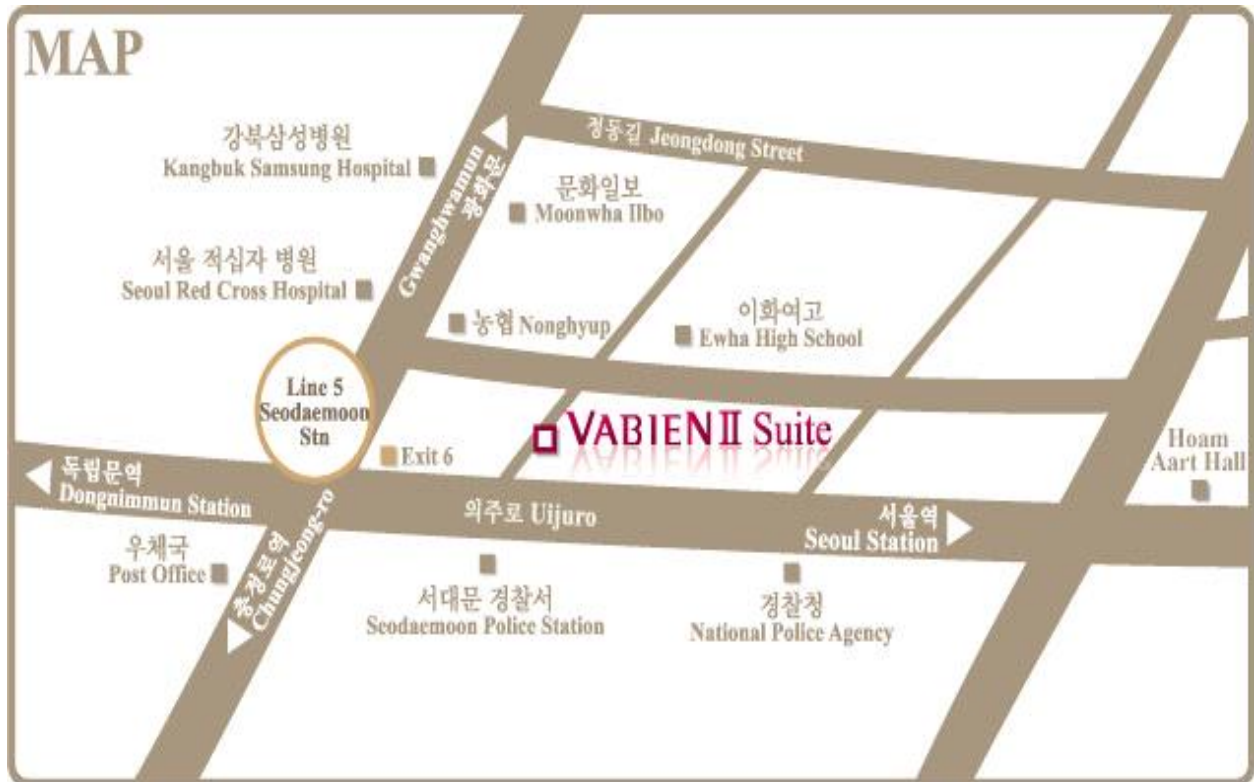 MAP
강북삼성병원
Kangbuk Samsung Hospital
Gwanghwamun
광화문
정동길 Jeongdong Street
문화일보
Moonwha Ilbo
서울 적십자 병원
Seoul Red Cross Hospital
농협 Nonghyup
이화여고
Ewha High School
Line 5
Seodaemoon
Stn
Exit 6
VABIEN II Suite
Hoam
Aart Hall
독립문역
Dongnimmun Station
의주로 Uijuro
서울역
Seoul Station
우체국
Post Office
충정로역
Chungjeong-ro
서대문 경찰서
Seodaemoon Police Station
경찰청
National Police Agency